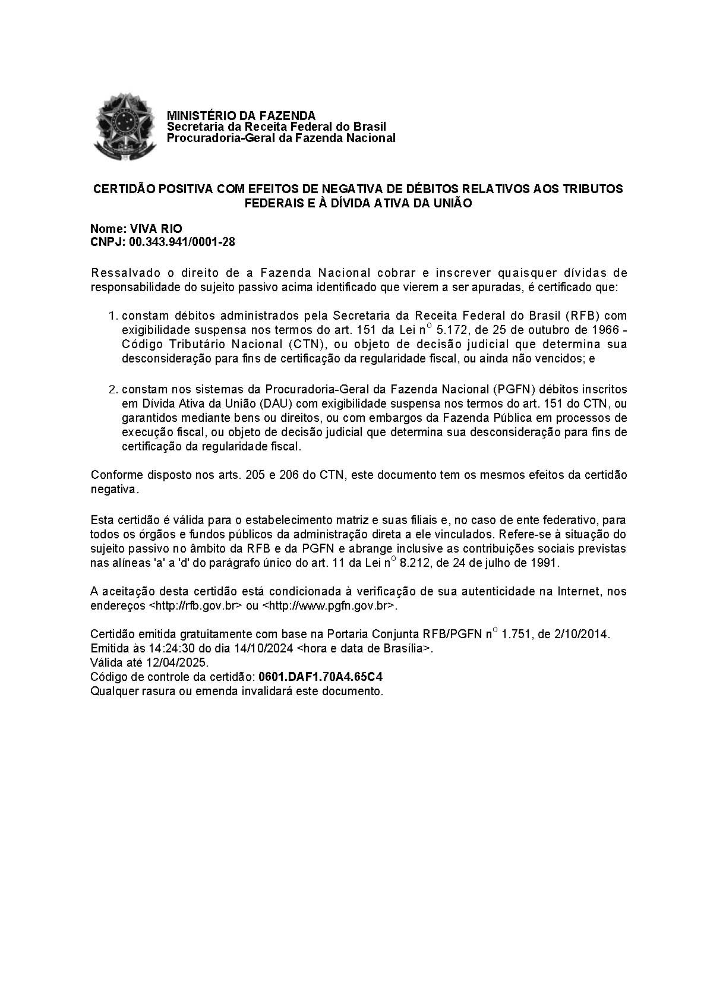 MINISTÉRIO DA FAZENDA
Secretaria da Receita Federal do Brasil
Procuradoria-Geral da Fazenda Nacional
CERTIDÃO POSITIVA COM EFEITOS DE NEGATIVA DE DÉBITOS RELATIVOS AOS TRIBUTOS
FEDERAIS E À DÍVIDA ATIVA DA UNIÃO
Nome: VIVA RIO
CNPJ: 00.343.941/0001-28
Ressalvado o direito de a Fazenda Nacional cobrar e inscrever quaisquer dívidas de
responsabilidade do sujeito passivo acima identificado que vierem a ser apuradas, é certificado que:
1. constam débitos administrados pela Secretaria da Receita Federal do Brasil (RFB) com
exigibilidade suspensa nos termos do art. 151 da Lei nº 5.172, de 25 de outubro de 1966 -
Código Tributário Nacional (CTN), ou objeto de decisão judicial que determina sua
desconsideração para fins de certificação da regularidade fiscal, ou ainda não vencidos; e
2. constam nos sistemas da Procuradoria-Geral da Fazenda Nacional (PGFN) débitos inscritos
em Dívida Ativa da União (DAU) com exigibilidade suspensa nos termos do art. 151 do CTN, ou
garantidos mediante bens ou direitos, ou com embargos da Fazenda Pública em processos de
execução fiscal, ou objeto de decisão judicial que determina sua desconsideração para fins de
certificação da regularidade fiscal.
Conforme disposto nos arts. 205 e 206 do CTN, este documento tem os mesmos efeitos da certidão
negativa.
Esta certidão é válida para o estabelecimento matriz e suas filiais e, no caso de ente federativo, para
todos os órgãos e fundos públicos da administração direta a ele vinculados. Refere-se à situação do
sujeito passivo no âmbito da RFB e da PGFN e abrange inclusive as contribuições sociais previstas
nas alíneas 'a' a 'd' do parágrafo único do art. 11 da Lei nº 8.212, de 24 de julho de 1991.
A aceitação desta certidão está condicionada à verificação de sua autenticidade na Internet, nos
endereços <http://rfb.gov.br> ou <http://www.pgfn.gov.br>.
Certidão emitida gratuitamente com base na Portaria Conjunta RFB/PGFN nº 1.751, de 2/10/2014.
Emitida às 14:24:30 do dia 14/10/2024 <hora e data de Brasília>.
Válida até 12/04/2025.
Código de controle da certidão: 0601.DAF1.70A4.65C4
Qualquer rasura ou emenda invalidará este documento.